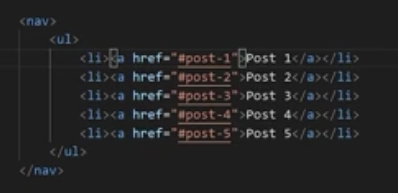 <nav>
<ul>
<li><a href="#post-1">Post 1</a></li>
<li><a href="#post-2">Post 2</a></li>
<li><a href="#post-3">Post 3</a></li>
<li><a href="#post-4">Post 4</a></li>
<li><a href="#post-5">Post 5</a></li>
</ul>
</nav>